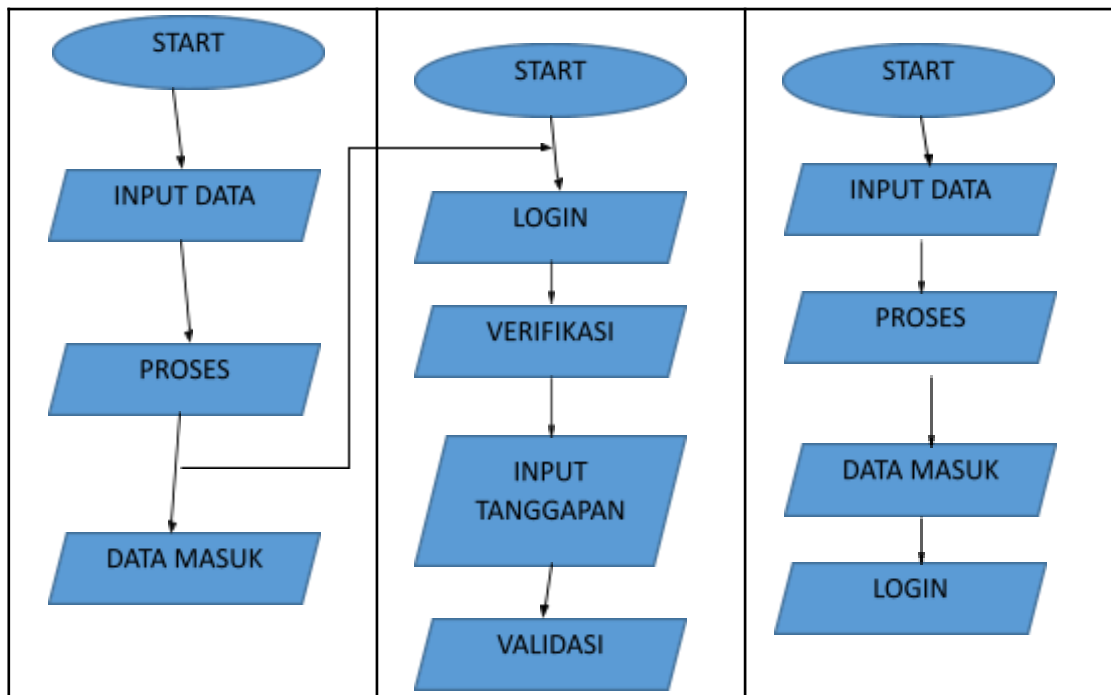 START
INPUT DATA
PROSES
DATA MASUK
START
LOGIN
VERIFIKASI
INPUT
TANGGAPAN
VALIDASI
START
INPUT DATA
PROSES
DATA MASUK
LOGIN